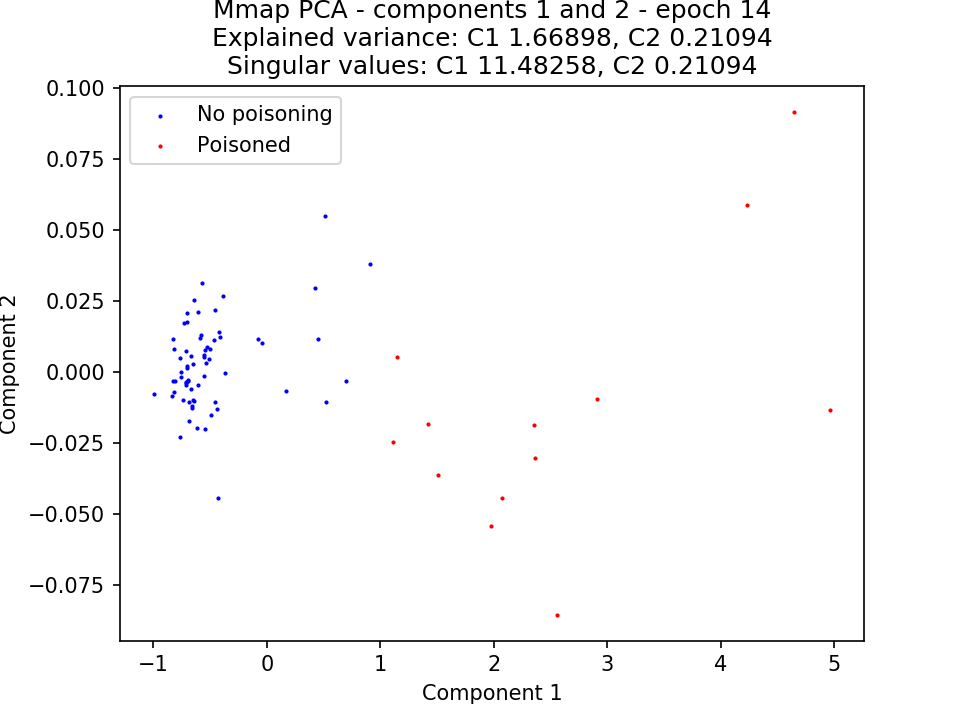 Mmap PCA - components 1 and 2 - epoch 14
Explained variance: C1 1.66898, C2 0.21094
Singular values: C1 11.48258, C2 0.21094
No poisoning
Poisoned
0.100
0.075
0.050
0.025
0.000
−0.025
−0.050
−0.075
Component 2
−1
0
1
2
3
4
5
Component 1